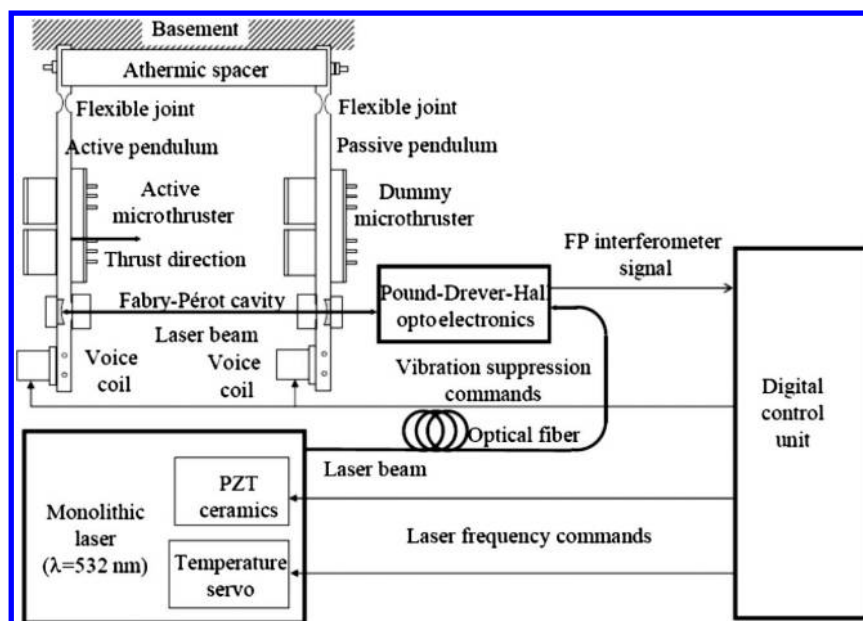 Basement
Athermic spacer
Flexible joint
Flexible joint
Active pendulum
Passive pendulum
Active
microthruster
Dummy
microthruster
Thrust direction
FP interferometer
signal
Fabry-Pérot cavity
Pound-Drever-Hall
optoelectronics
Laser beam
Voice
coil
Voice
coil
Vibration suppression
commands
Digital
control
unit
Optical fiber
Laser beam
PZT
ceramics
Monolithic
laser
(λ=532 nm)
Laser frequency commands
Temperature
servo